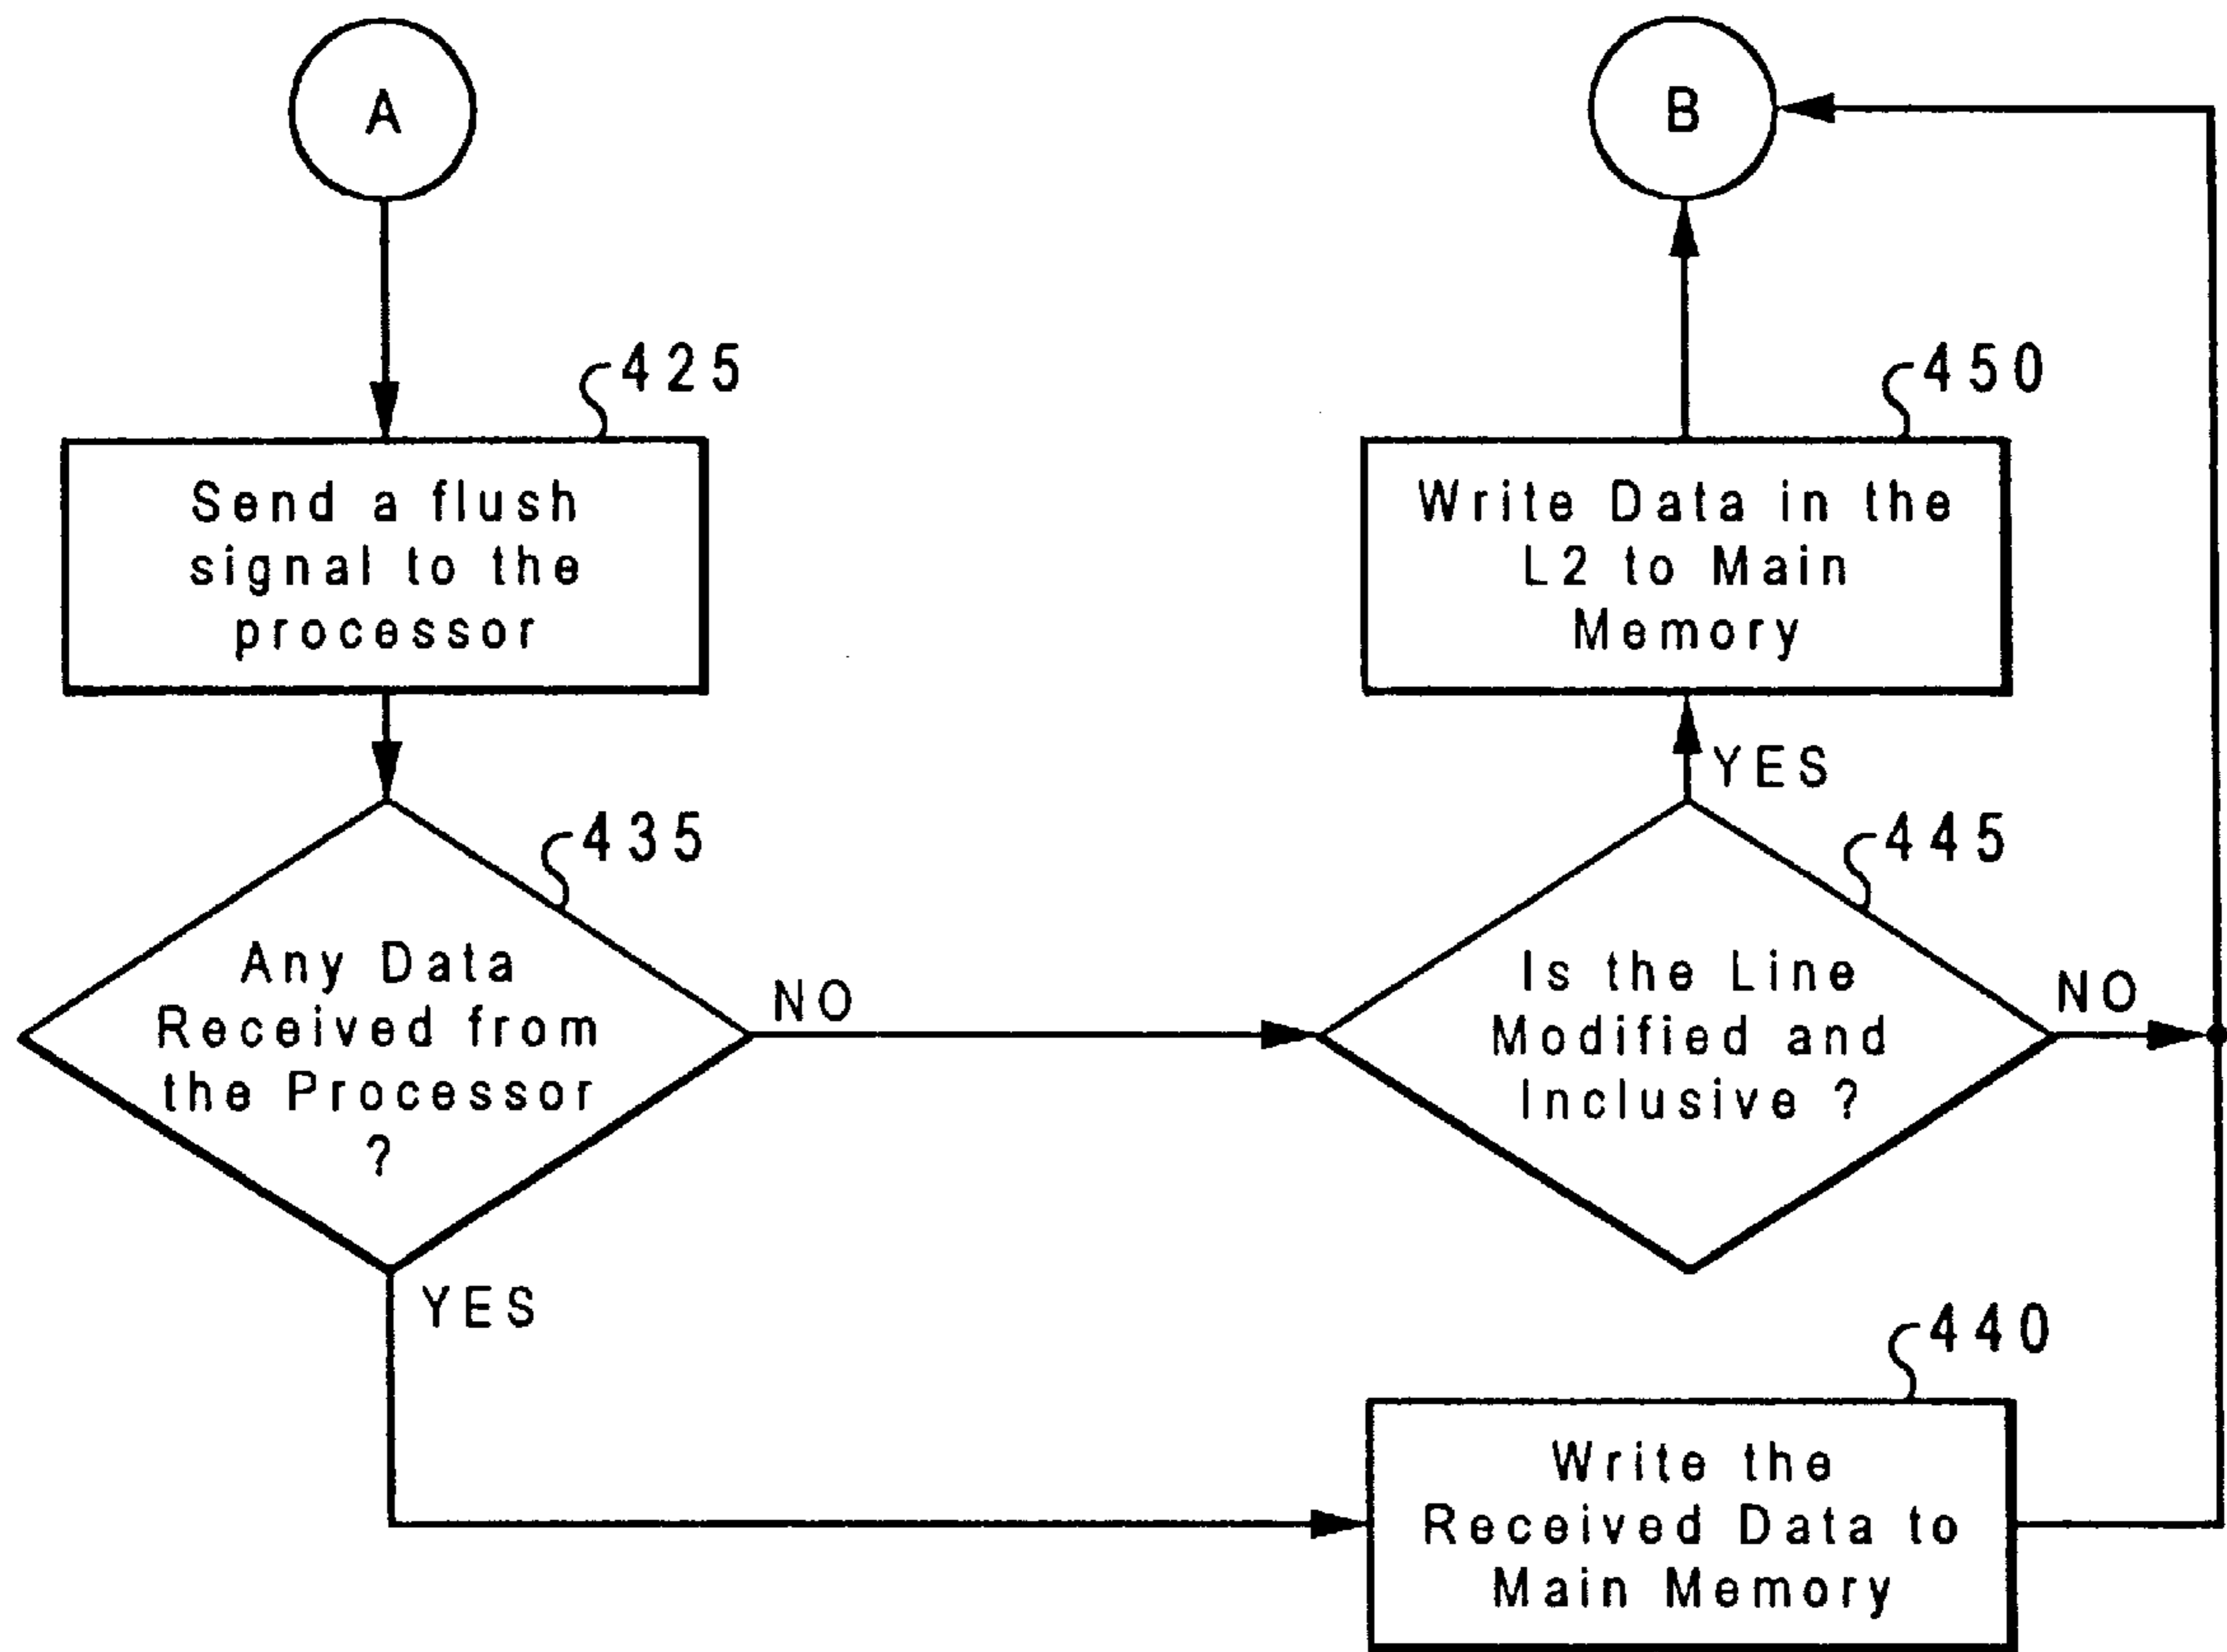 A
B
425
Send a flush
signal to the
processor
450
Write Data in the
L2 to Main
Memory
YES
435
Any Data
Received from
the Processor
?
NO
445
Is the Line
Modified and
Inclusive ?
NO
YES
440
Write the
Received Data to
Main Memory